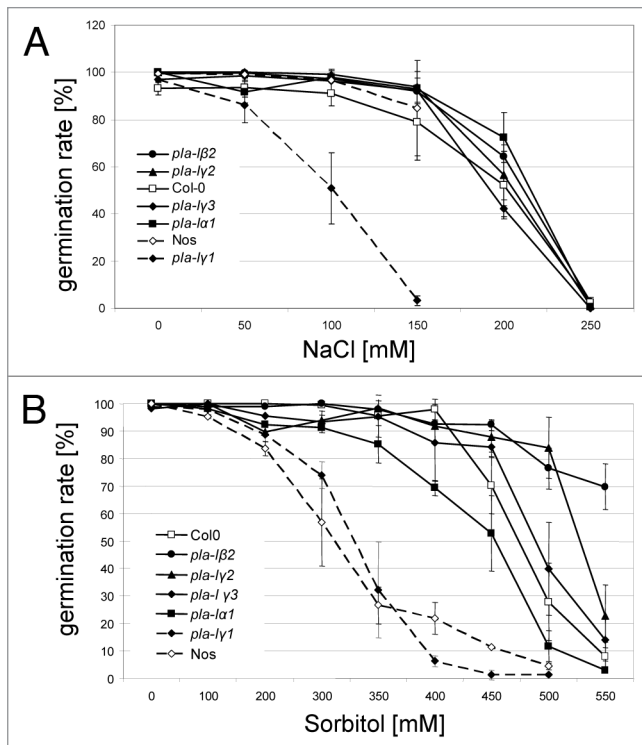 A
germination rate [%]
120
100
80
60
40
20
0
pla-Iβ2
pla-Iγ2
Col-0
pla-Iγ3
pla-Iα1
Nos
pla-Iγ1
0 50 100 150 200 250
NaCl [mM]
B
germination rate [%]
100
90
80
70
60
50
40
30
20
10
0
Col0
pla-Iβ2
pla-Iγ2
pla-I γ3
pla-Iα1
pla-Iγ1
Nos
0 100 200 300 350 400 450 500 550
Sorbitol [mM]